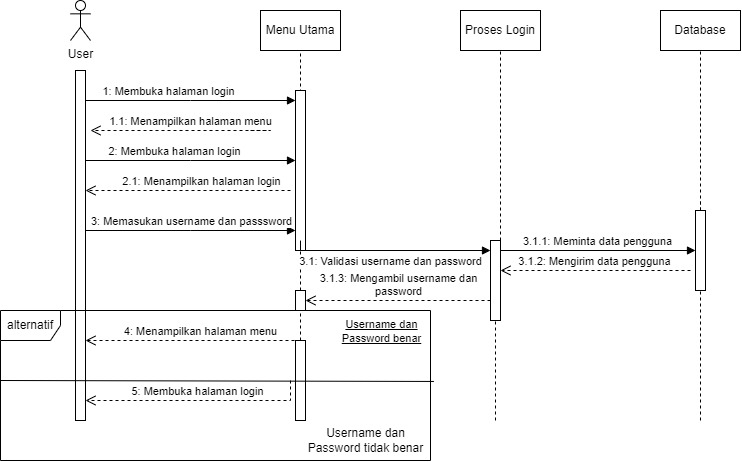 User
Menu Utama
Proses Login
Database
1: Membuka halaman login
1.1: Menampilkan halaman menu
2: Membuka halaman login
2.1: Menampilkan halaman login
3: Memasukan username dan passsword
3.1: Validasi username dan password
3.1.1: Meminta data pengguna
3.1.2: Mengirim data pengguna
3.1.3: Mengambil username dan
password
alternatif
Username dan
Password benar
4: Menampilkan halaman menu
5: Membuka halaman login
Username dan
Password tidak benar